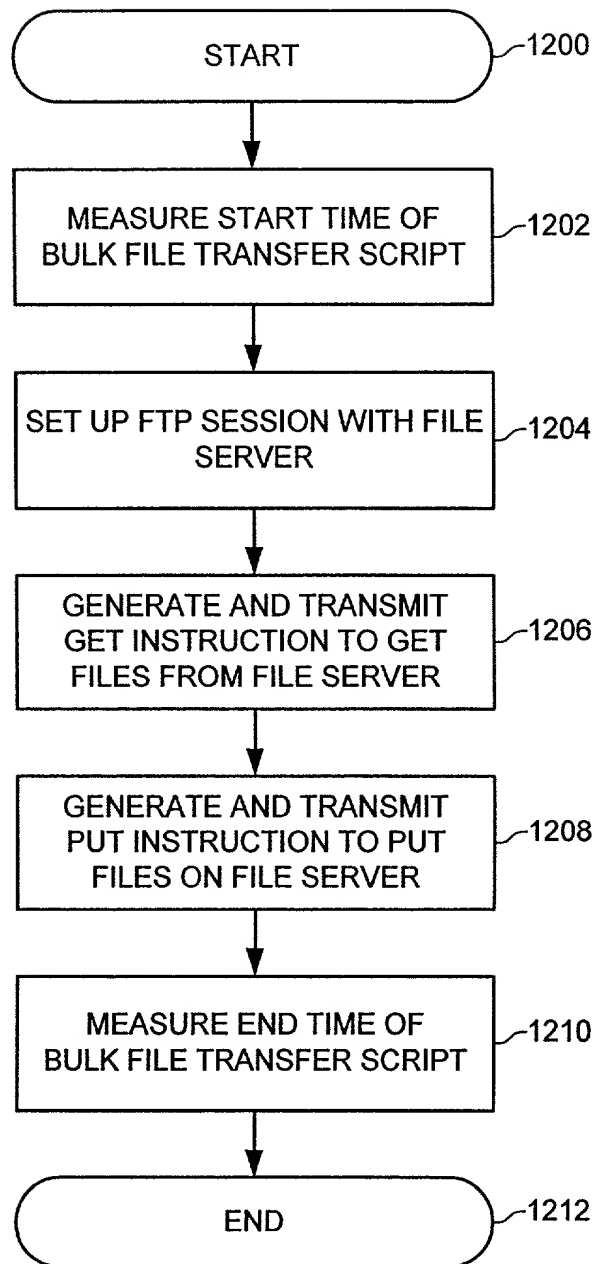 START
1200
MEASURE START TIME OF
BULK FILE TRANSFER SCRIPT
1202
SET UP FTP SESSION WITH FILE
SERVER
1204
GENERATE AND TRANSMIT
GET INSTRUCTION TO GET
FILES FROM FILE SERVER
1206
GENERATE AND TRANSMIT
PUT INSTRUCTION TO PUT
FILES ON FILE SERVER
1208
MEASURE END TIME OF
BULK FILE TRANSFER SCRIPT
1210
END
1212